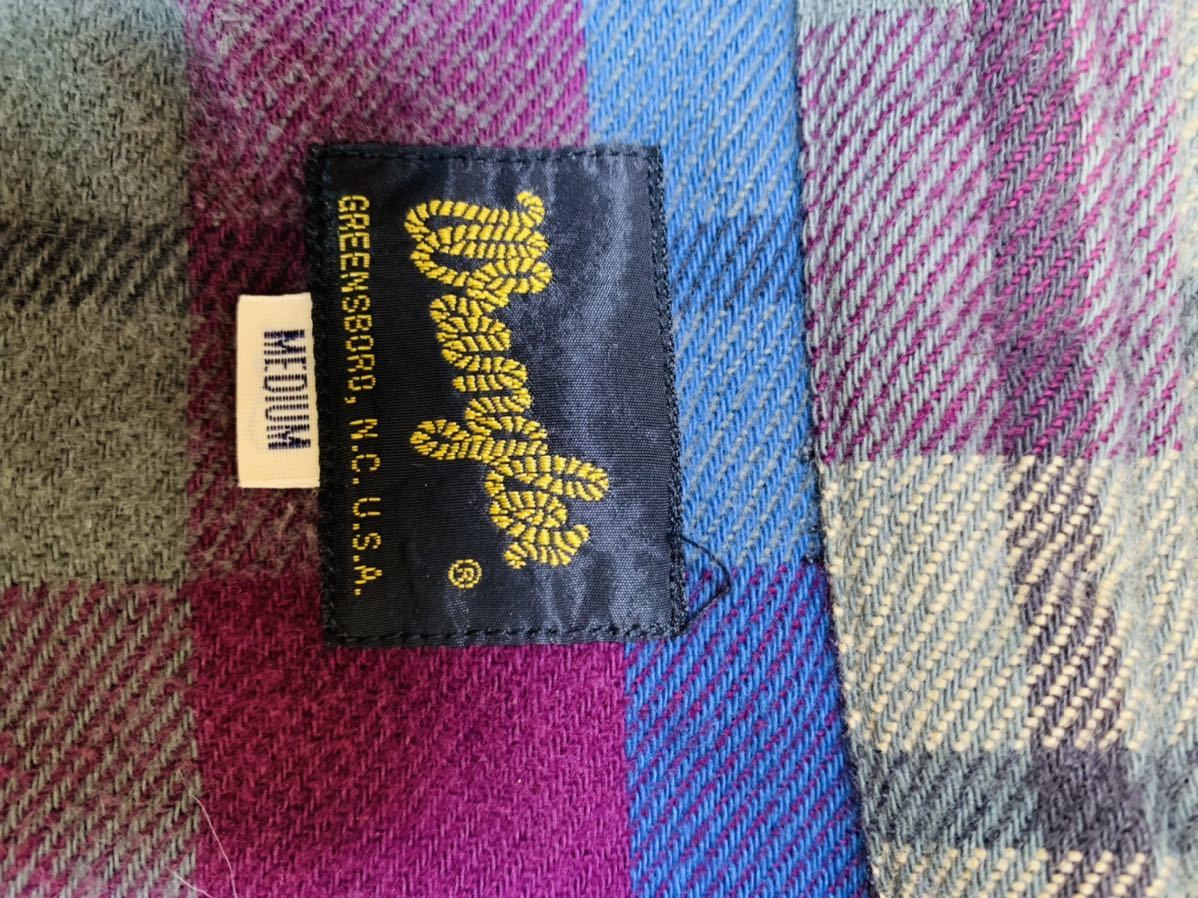 Wrangler
®
GREENSBORO, N.C. U.S.A.
MEDIUM